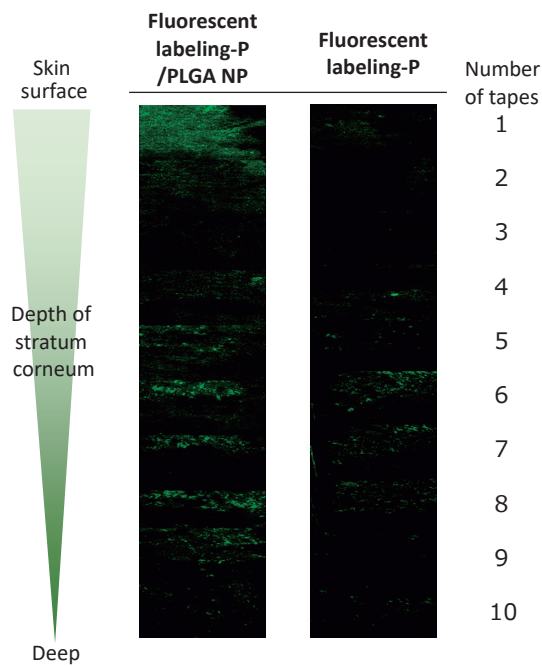 Fluorescent
labeling-P
/PLGA NP
Fluorescent
labeling-P
Skin
surface
Number
of tapes
1
2
3
4
Depth of
stratum
corneum
5
6
7
8
9
10
Deep